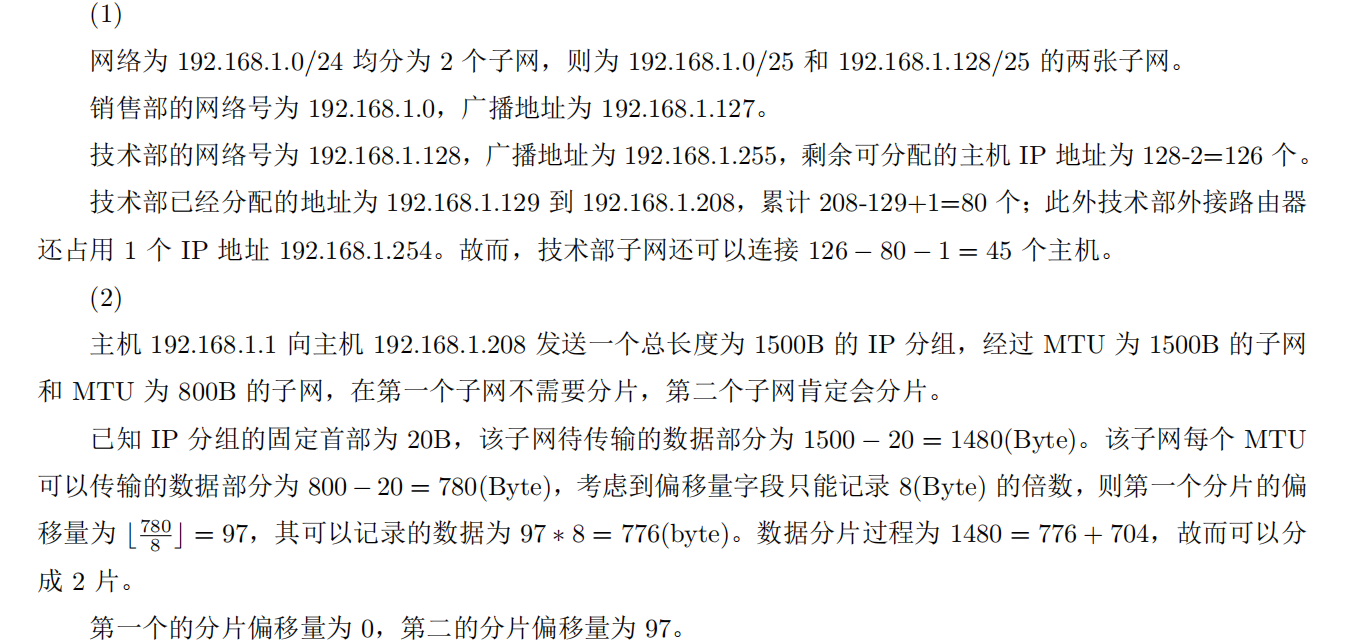 (1)
网络为 192.168.1.0/24 均分为 2 个子网，则为 192.168.1.0/25 和 192.168.1.128/25 的两张子网。
销售部的网络号为 192.168.1.0，广播地址为 192.168.1.127。
技术部的网络号为 192.168.1.128，广播地址为 192.168.1.255，剩余可分配的主机 IP 地址为 128-2=126 个。
技术部已经分配的地址为 192.168.1.129 到 192.168.1.208，累计 208-129+1=80 个；此外技术部外接路由器
还占用 1 个 IP 地址 192.168.1.254。故而，技术部子网还可以连接 126 − 80 − 1 = 45 个主机。
(2)
主机 192.168.1.1 向主机 192.168.1.208 发送一个总长度为 1500B 的 IP 分组，经过 MTU 为 1500B 的子网
和 MTU 为 800B 的子网，在第一个子网不需要分片，第二个子网肯定会分片。
已知 IP 分组的固定首部为 20B，该子网待传输的数据部分为 1500 − 20 = 1480(Byte)。该子网每个 MTU
可以传输的数据部分为 800 − 20 = 780(Byte)，考虑到偏移量字段只能记录 8(Byte) 的倍数，则第一个分片的偏
移量为 ⌊780/8⌋ = 97，其可以记录的数据为 97 ∗ 8 = 776(byte)。数据分片过程为 1480 = 776 + 704，故而可以分
成 2 片。
第一个的分片偏移量为 0，第二的分片偏移量为 97。